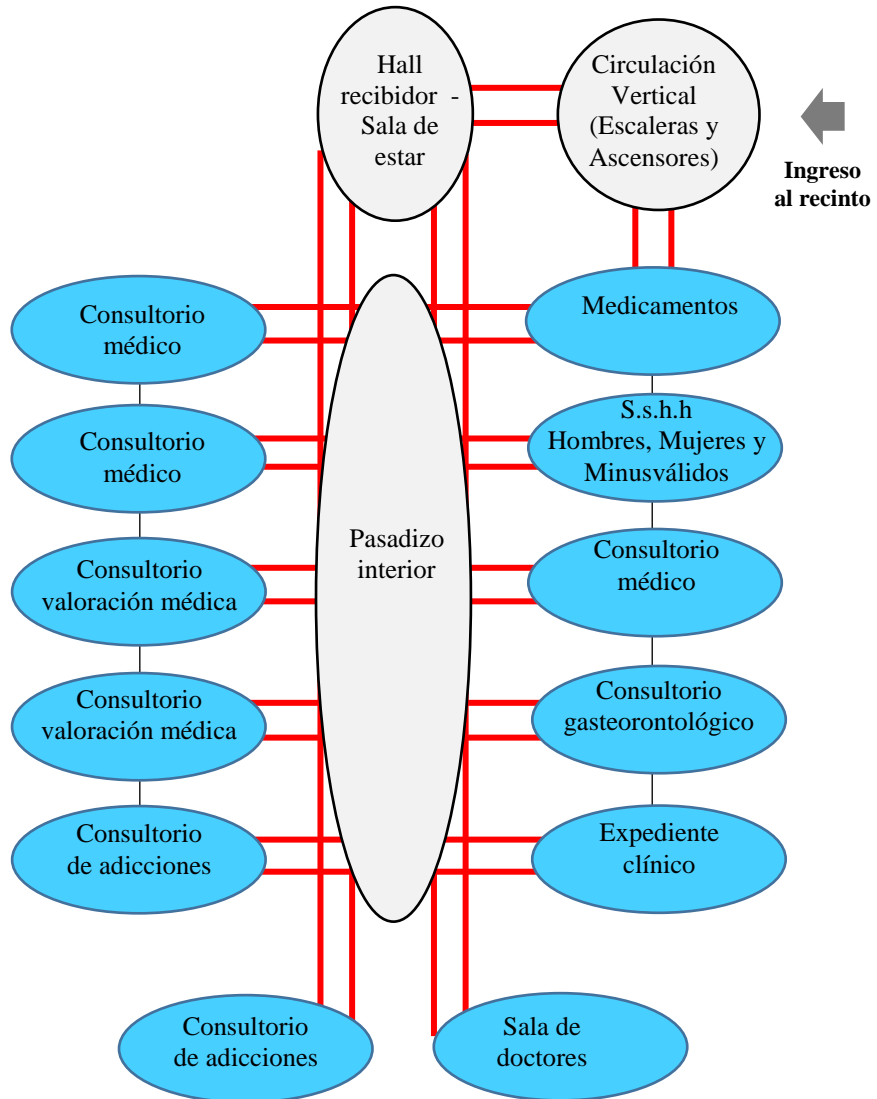 Hall
recibidor -
Sala de
estar
Circulación
Vertical
(Escaleras y
Ascensores)
Ingreso
al recinto
Consultorio
médico
Medicamentos
Consultorio
médico
S.s.h.h
Hombres, Mujeres y
Minusválidos
Pasadizo
interior
Consultorio
valoración médica
Consultorio
médico
Consultorio
valoración médica
Consultorio
gasteorontológico
Consultorio
de adicciones
Expediente
clínico
Consultorio
de adicciones
Sala de
doctores